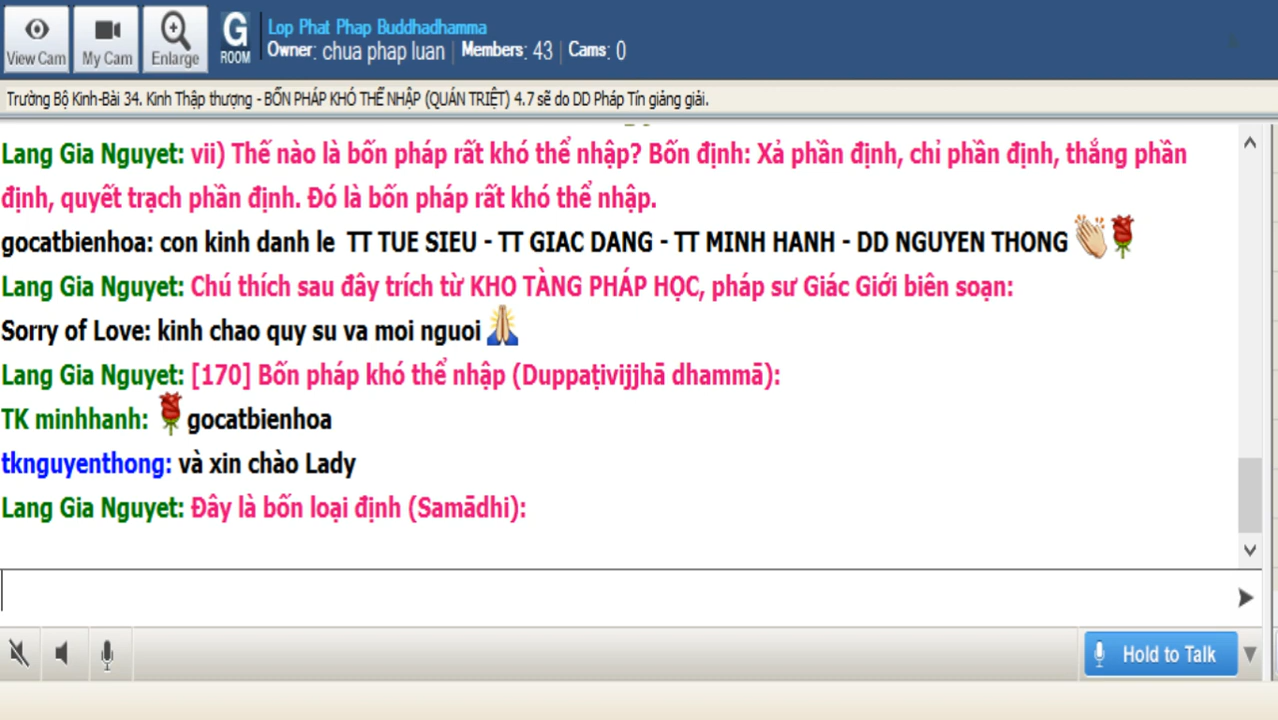 View Cam
My Cam
Enlarge
G
ROOM
Lop Phat Phap Buddhadhamma
Owner: chua phap luan | Members: 43 | Cams: 0
Trường Bộ Kinh-Bài 34. Kinh Thập thượng - BỐN PHÁP KHÓ THỂ NHẬP (QUÁN TRIỆT) 4.7 sẽ do DD Pháp Tín giảng giải.
Lang Gia Nguyet: vii) Thế nào là bốn pháp rất khó thể nhập? Bốn định: Xả phần định, chỉ phần định, thắng phần
định, quyết trạch phần định. Đó là bốn pháp rất khó thể nhập.
gocatbienhoa: con kinh danh le TT TUE SIEU - TT GIAC DANG - TT MINH HANH - DD NGUYEN THONG
Lang Gia Nguyet: Chú thích sau đây trích từ KHO TÀNG PHÁP HỌC, pháp sư Giác Giới biên soạn:
Sorry of Love: kinh chao quy su va moi nguoi
Lang Gia Nguyet: [170] Bốn pháp khó thể nhập (Duppaṭivijjhā dhammā):
TK minhhanh: gocatbienhoa
tknguyenthong: và xin chào Lady
Lang Gia Nguyet: Đây là bốn loại định (Samādhi):
Hold to Talk